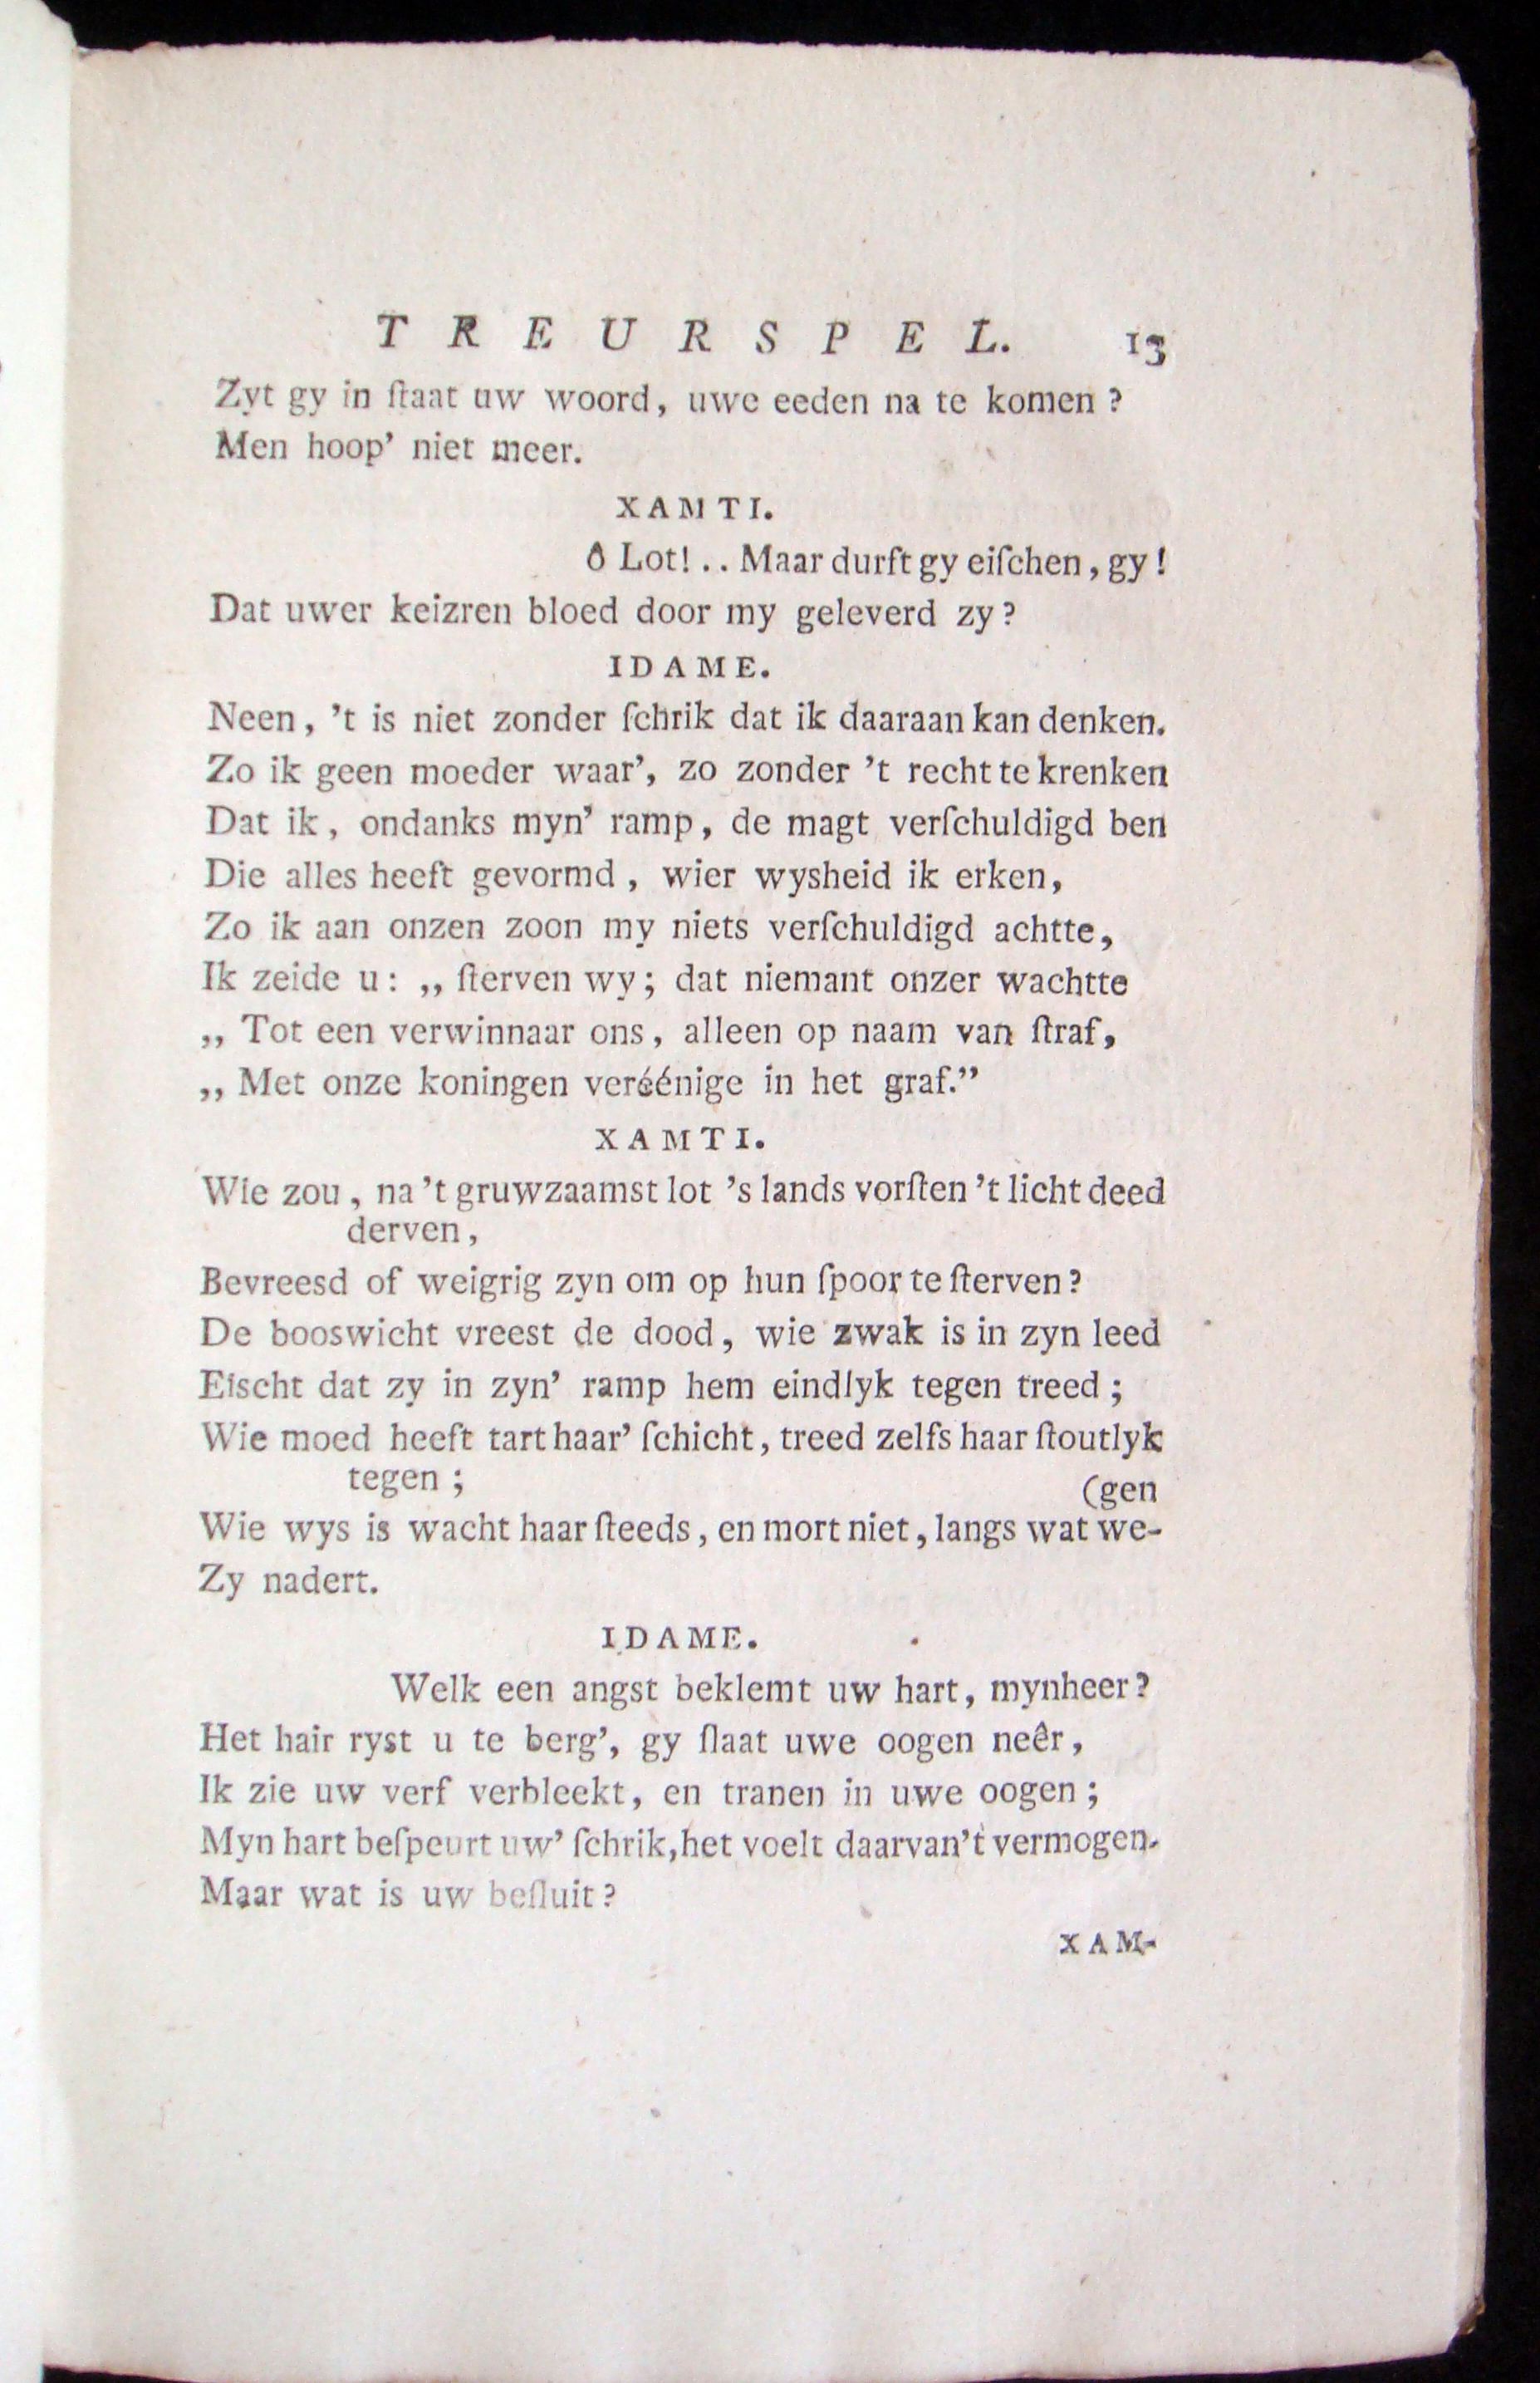 TREURSPEL. 13
Zyt gy in ſtaat uw woord, uwe eeden na te komen?
Men hoop’ niet meer.
XAMTI.
ô Lot! .. Maar durft gy eiſchen, gy!
Dat uwer keizren bloed door my geleverd zy?
IDAME.
Neen, ’t is niet zonder ſchrik dat ik daaraan kan denken.
Zo ik geen moeder waar’, zo zonder ’t recht te krenken
Dat ik, ondanks myn’ ramp, de magt verſchuldigd ben
Die alles heeft gevormd, wier wysheid ik erken,
Zo ik aan onzen zoon my niets verſchuldigd achtte,
Ik zeide u: „ ſterven wy; dat niemant onzer wachtte
„ Tot een verwinnaar ons, alleen op naam van ſtraf,
„ Met onze koningen veréénige in het graf.”
XAMTI.
Wie zou, na ’t gruwzaamst lot ’s lands vorſten ’t licht deed
derven,
Bevreesd of weigrig zyn om op hun ſpoor te ſterven?
De booswicht vreest de dood, wie zwak is in zyn leed
Eischt dat zy in zyn’ ramp hem eindlyk tegen treed;
Wie moed heeft tart haar’ ſchicht, treed zelfs haar ſtoutlyk
tegen; (gen
Wie wys is wacht haar ſteeds, en mort niet, langs wat we-
Zy nadert.
IDAME.
Welk een angst beklemt uw hart, mynheer?
Het hair ryst u te berg’, gy ſlaat uwe oogen neêr,
Ik zie uw verf verbleekt, en tranen in uwe oogen;
Myn hart beſpeurt uw’ ſchrik, het voelt daarvan ’t vermogen.
Maar wat is uw beſluit?
XAM-